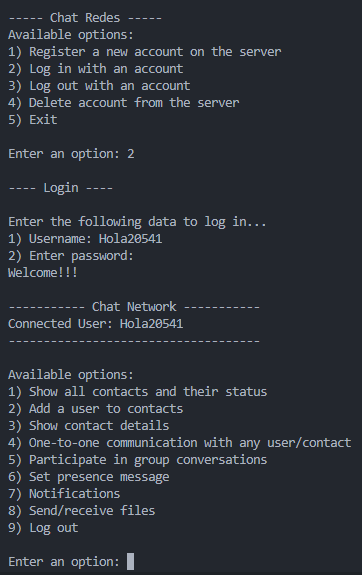 ----- Chat Redes -----
Available options:
1) Register a new account on the server
2) Log in with an account
3) Log out with an account
4) Delete account from the server
5) Exit
Enter an option: 2
---- Login ----
Enter the following data to log in...
1) Username: Hola20541
2) Enter password:
Welcome!!!
----------- Chat Network -----------
Connected User: Hola20541
------------------------------------
Available options:
1) Show all contacts and their status
2) Add a user to contacts
3) Show contact details
4) One-to-one communication with any user/contact
5) Participate in group conversations
6) Set presence message
7) Notifications
8) Send/receive files
9) Log out
Enter an option: